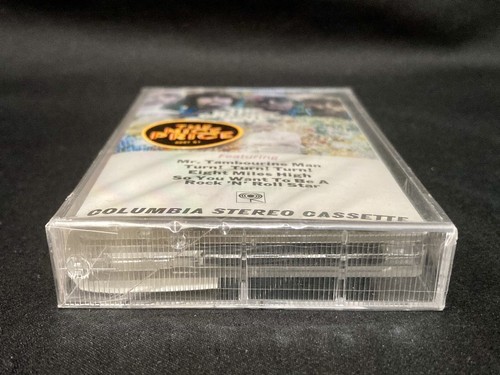 THE
NICE
PRICE
Featuring
Mr. Tambourine Man
Turn! Turn! Turn!
Eight Miles High
So You Want To Be A
Rock 'N' Roll Star
COLUMBIA STEREO CASSETTE